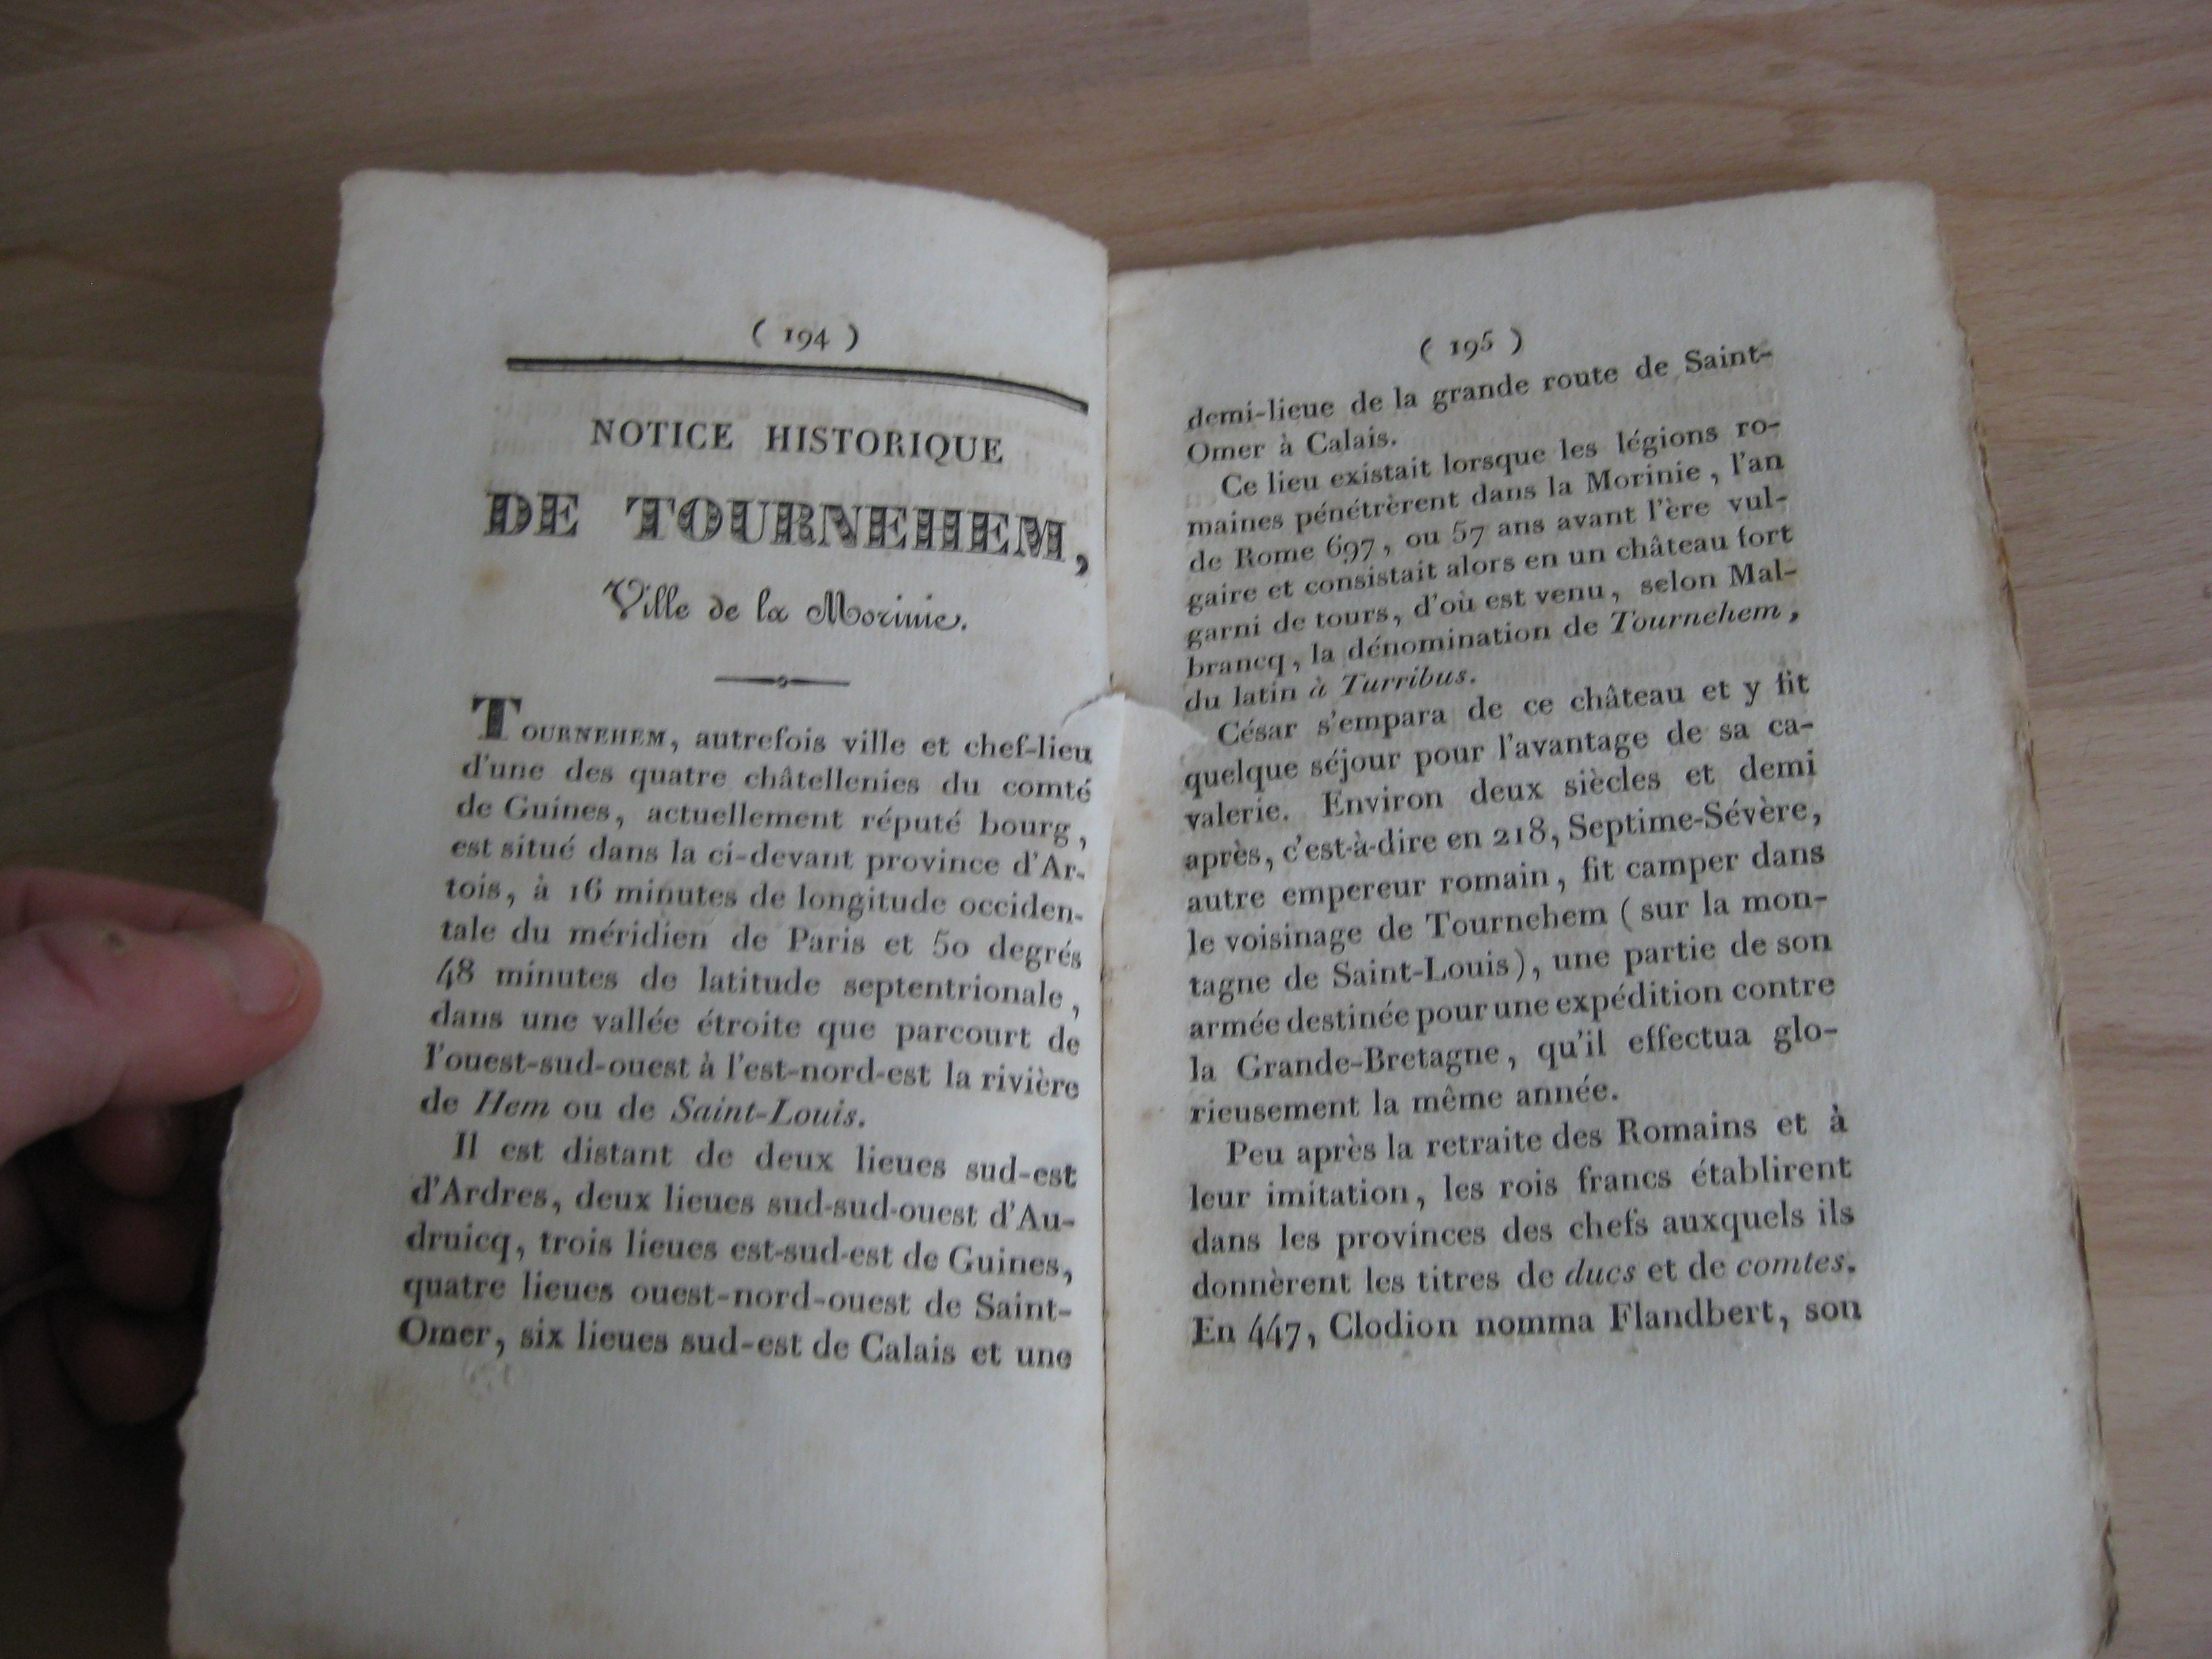 ( 194 )
NOTICE HISTORIQUE
DE TOURNEHEM,
Ville de la Morinie.
TOURNEHEM, autrefois ville et chef-lieu
d'une des quatre châtellenies du comté
de Guines, actuellement réputé bourg,
est situé dans la ci-devant province d'Ar-
tois, à 16 minutes de longitude occiden-
tale du méridien de Paris et 50 degrés
48 minutes de latitude septentrionale,
dans une vallée étroite que parcourt de
l'ouest-sud-ouest à l'est-nord-est la rivière
de Hem ou de Saint-Louis.
Il est distant de deux lieues sud-est
d'Ardres, deux lieues sud-sud-ouest d'Au-
druicq, trois lieues est-sud-est de Guines,
quatre lieues ouest-nord-ouest de Saint-
Omer, six lieues sud-est de Calais et une
( 195 )
demi-lieue de la grande route de Saint-
Omer à Calais.
Ce lieu existait lorsque les légions ro-
maines pénétrèrent dans la Morinie, l'an
de Rome 697, ou 57 ans avant l'ère vul-
gaire et consistait alors en un château fort
garni de tours, d'où est venu, selon Mal-
brancq, la dénomination de Tournehem,
du latin à Turribus.
César s'empara de ce château et y fit
quelque séjour pour l'avantage de sa ca-
valerie. Environ deux siècles et demi
après, c'est-à-dire en 218, Septime-Sévère,
autre empereur romain, fit camper dans
le voisinage de Tournehem (sur la mon-
tagne de Saint-Louis), une partie de son
armée destinée pour une expédition contre
la Grande-Bretagne, qu'il effectua glo-
rieusement la même année.
Peu après la retraite des Romains et à
leur imitation, les rois francs établirent
dans les provinces des chefs auxquels ils
donnèrent les titres de ducs et de comtes.
En 447, Clodion nomma Flandbert, son